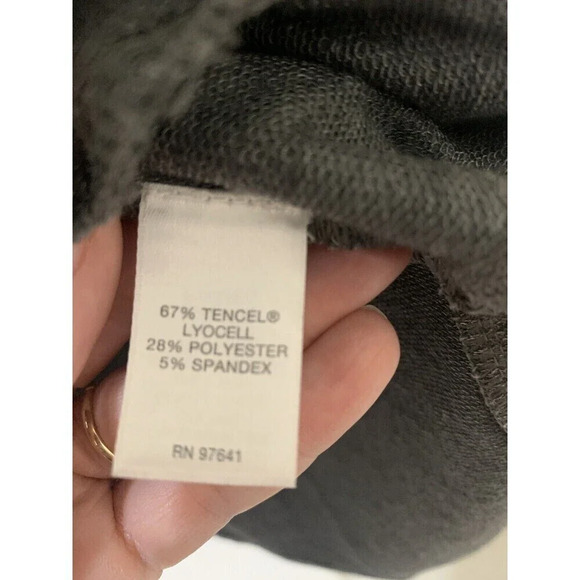 67% TENCEL®
LYOCELL
28% POLYESTER
5% SPANDEX
RN 97641